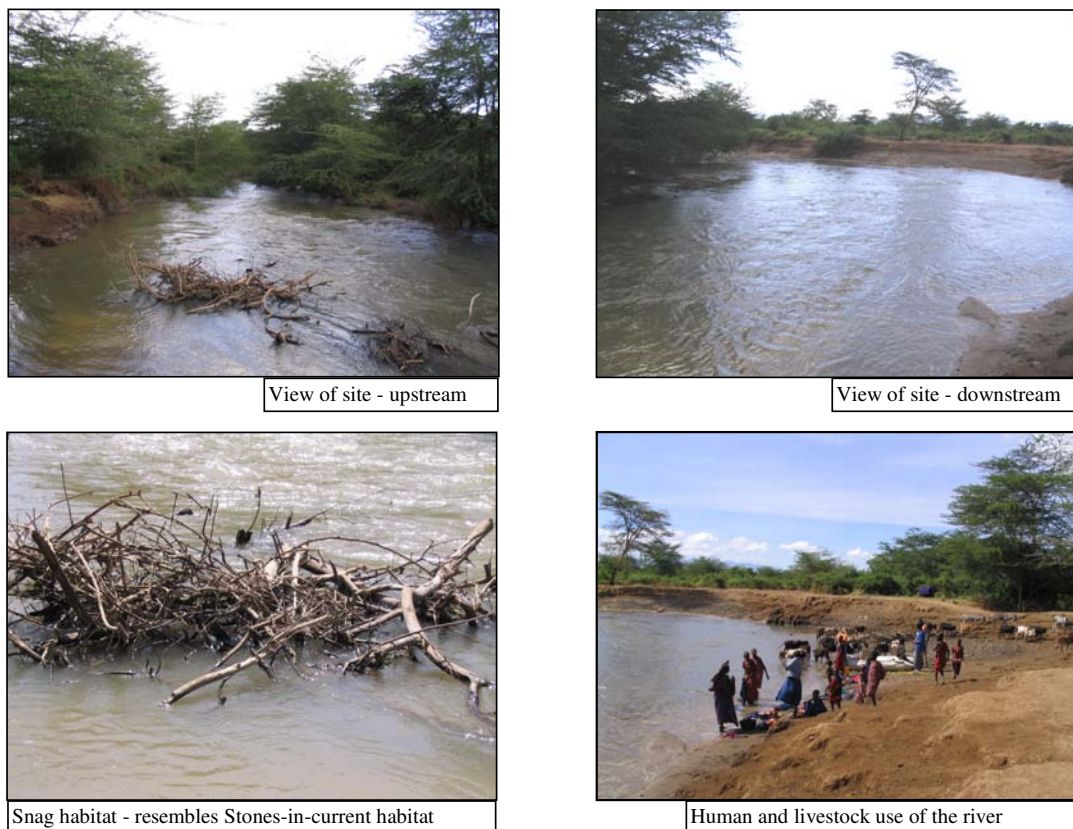 View of site - upstream
View of site - downstream
Snag habitat - resembles Stones-in-current habitat
Human and livestock use of the river